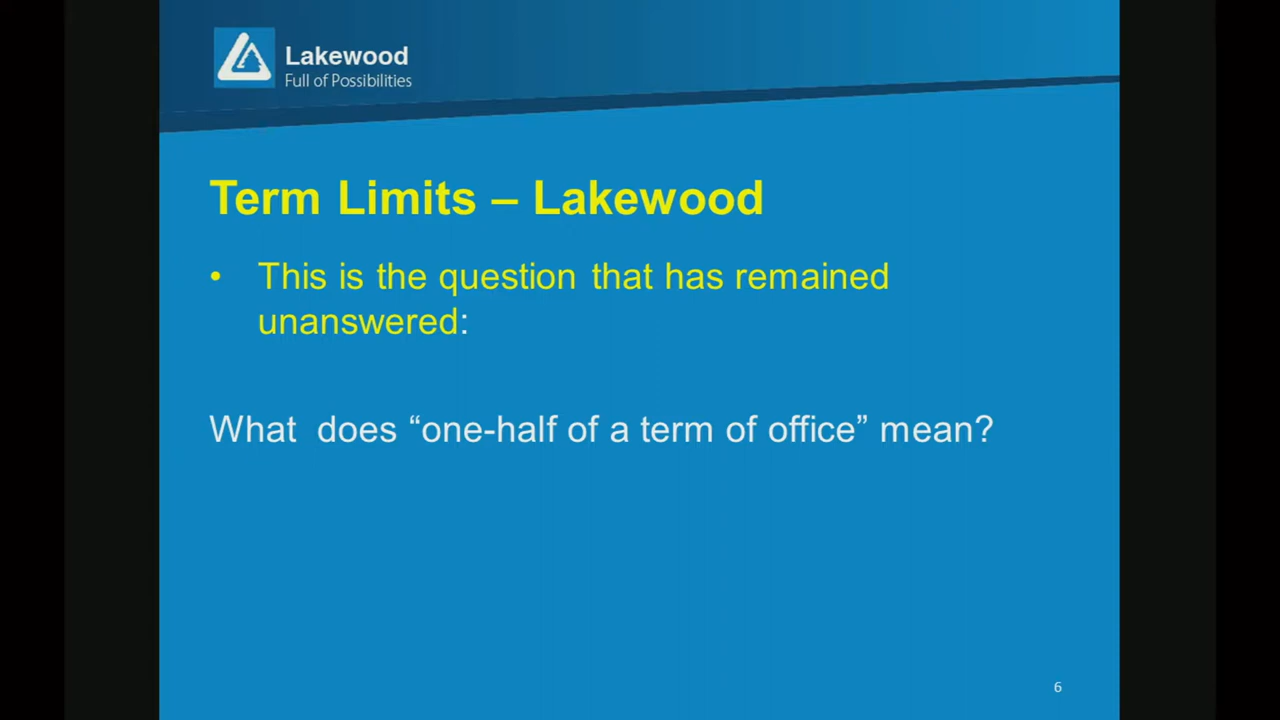 Lakewood
Full of Possibilities
Term Limits – Lakewood
• This is the question that has remained
unanswered:
What does “one-half of a term of office” mean?
6